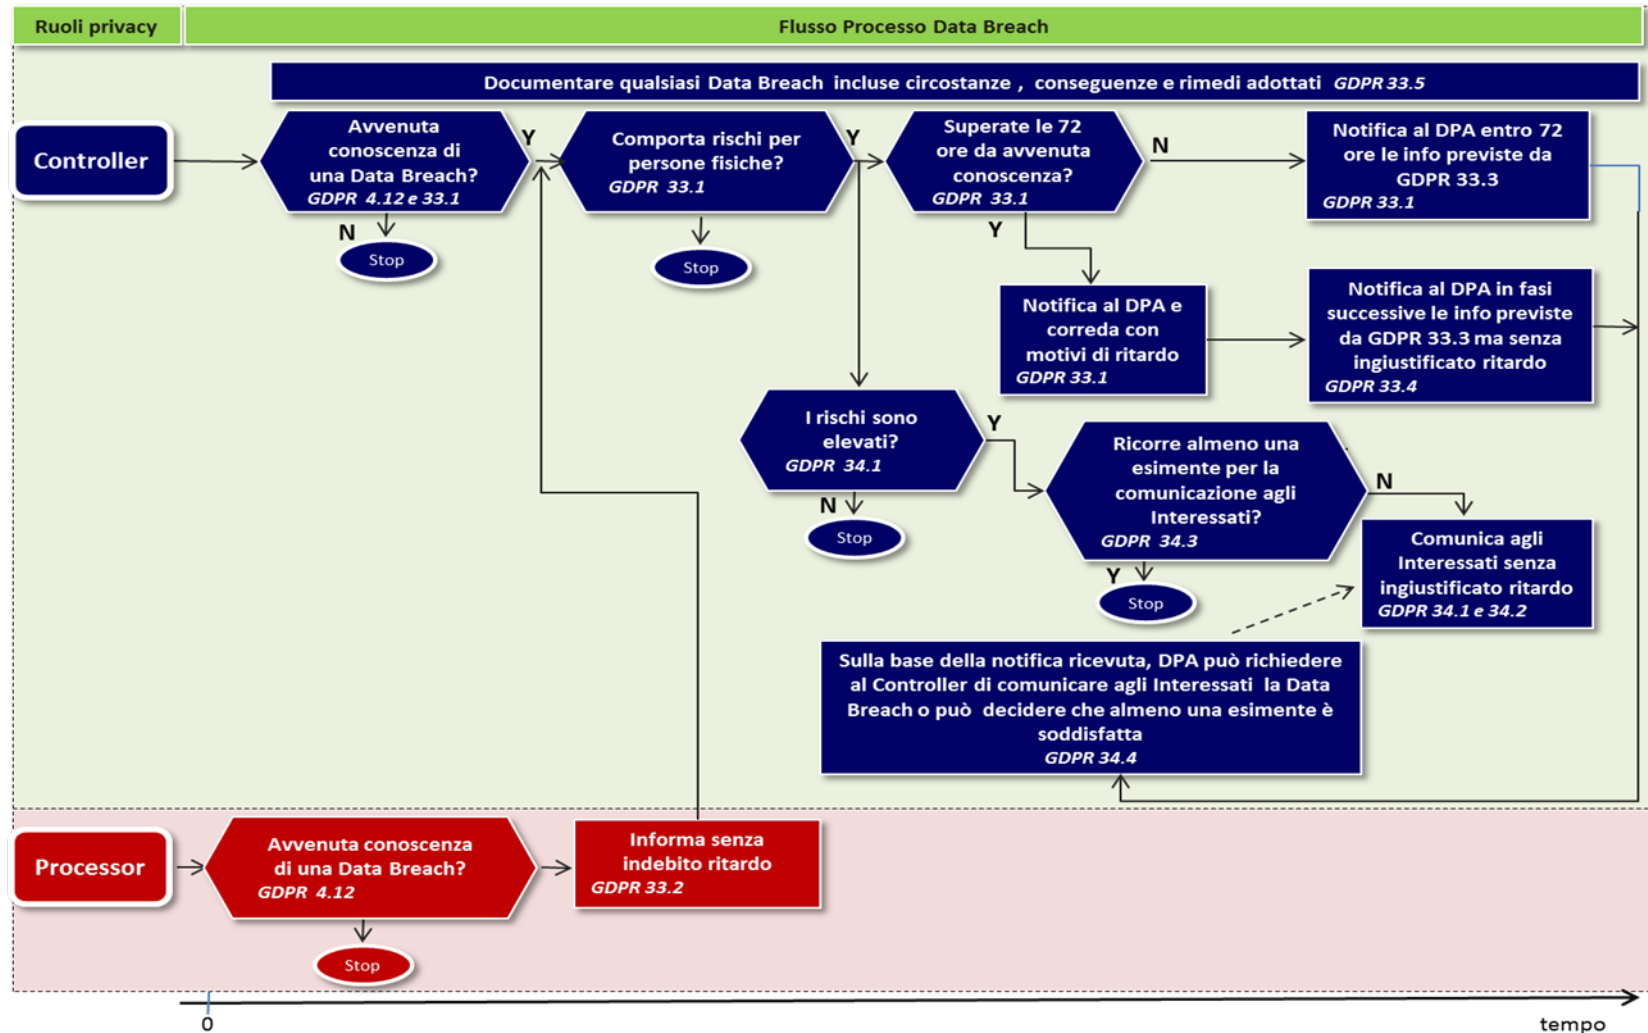 Ruoli privacy
Flusso Processo Data Breach
Documentare qualsiasi Data Breach incluse circostanze , conseguenze e rimedi adottati GDPR 33.5
Controller
Avvenuta
conoscenza di
una Data Breach?
GDPR 4.12 e 33.1
Y
N
Stop
Comporta rischi per
persone fisiche?
GDPR 33.1
Y
Stop
Superate le 72
ore da avvenuta
conoscenza?
GDPR 33.1
N
Y
Notifica al DPA entro 72
ore le info previste da
GDPR 33.3
GDPR 33.1
Notifica al DPA e
correda con
motivi di ritardo
GDPR 33.1
Notifica al DPA in fasi
successive le info previste
da GDPR 33.3 ma senza
ingiustificato ritardo
GDPR 33.4
I rischi sono
elevati?
GDPR 34.1
Y
N
Stop
Ricorre almeno una
esimente per la
comunicazione agli
Interessati?
GDPR 34.3
N
Y
Stop
Comunica agli
Interessati senza
ingiustificato ritardo
GDPR 34.1 e 34.2
Sulla base della notifica ricevuta, DPA può richiedere
al Controller di comunicare agli Interessati la Data
Breach o può decidere che almeno una esimente è
soddisfatta
GDPR 34.4
Processor
Avvenuta conoscenza
di una Data Breach?
GDPR 4.12
Stop
Informa senza
indebito ritardo
GDPR 33.2
0
tempo